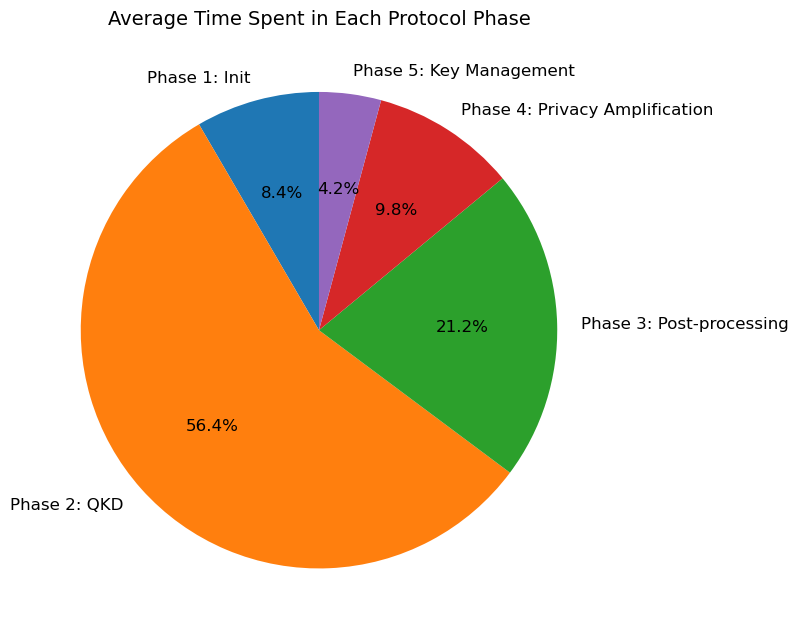 Average Time Spent in Each Protocol Phase
Phase 5: Key Management
Phase 1: Init
Phase 4: Privacy Amplification
4.2%
8.4%
9.8%
Phase 3: Post-processing
21.2%
56.4%
Phase 2: QKD